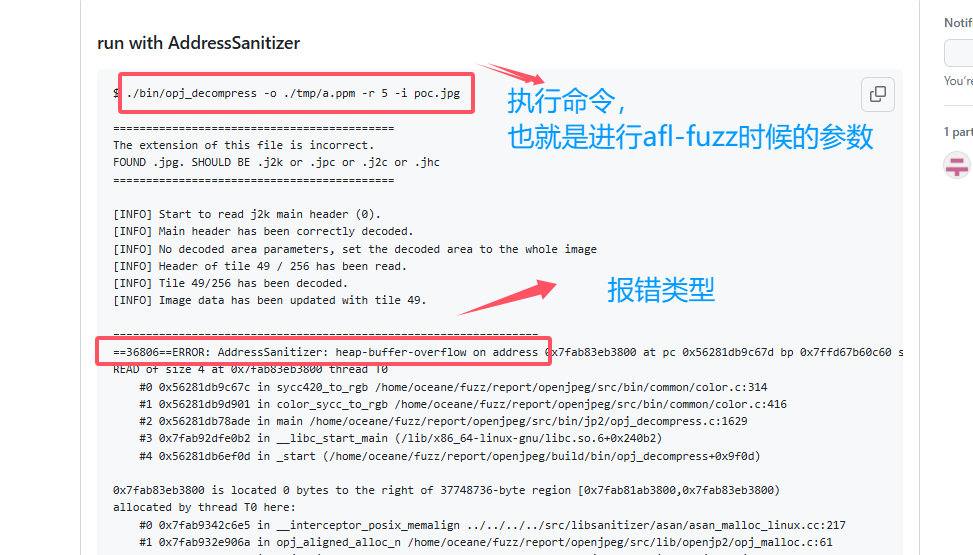 run with AddressSanitizer
Notif
$ ./bin/opj_decompress -o ./tmp/a.ppm -r 5 -i poc.jpg
执行命令，
也就是进行afl-fuzz时候的参数
You're
1 part
===========================================
The extension of this file is incorrect.
FOUND .jpg. SHOULD BE .j2k or .jpc or .j2c or .jhc
===========================================
[INFO] Start to read j2k main header (0).
[INFO] Main header has been correctly decoded.
[INFO] No decoded area parameters, set the decoded area to the whole image
[INFO] Header of tile 49 / 256 has been read.
[INFO] Tile 49/256 has been decoded.
[INFO] Image data has been updated with tile 49.
报错类型
=================================================================
==36806==ERROR: AddressSanitizer: heap-buffer-overflow on address 0x7fab83eb3800 at pc 0x56281db9c67d bp 0x7ffd67b60c60 s
READ of size 4 at 0x7fab83eb3800 thread T0
#0 0x56281db9c67c in sycc420_to_rgb /home/oceane/fuzz/report/openjpeg/src/bin/common/color.c:314
#1 0x56281db9d901 in color_sycc_to_rgb /home/oceane/fuzz/report/openjpeg/src/bin/common/color.c:416
#2 0x56281db78ade in main /home/oceane/fuzz/report/openjpeg/src/bin/jp2/opj_decompress.c:1629
#3 0x7fab92dfe0b2 in __libc_start_main (/lib/x86_64-linux-gnu/libc.so.6+0x240b2)
#4 0x56281db6ef0d in _start (/home/oceane/fuzz/report/openjpeg/build/bin/opj_decompress+0x9f0d)
0x7fab83eb3800 is located 0 bytes to the right of 37748736-byte region [0x7fab81ab3800,0x7fab83eb3800)
allocated by thread T0 here:
#0 0x7fab9342c6e5 in __interceptor_posix_memalign ../../../../src/libsanitizer/asan/asan_malloc_linux.cc:217
#1 0x7fab932e906a in opj_aligned_alloc_n /home/oceane/fuzz/report/openjpeg/src/lib/openjp2/opj_malloc.c:61